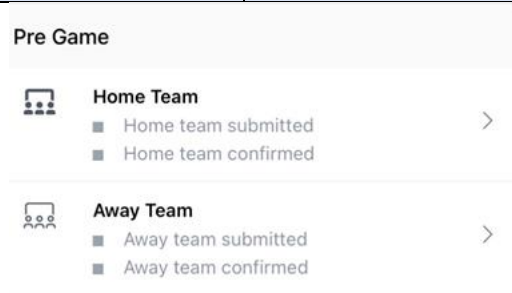 Pre Game
Home Team
Home team submitted
Home team confirmed
Away Team
Away team submitted
Away team confirmed